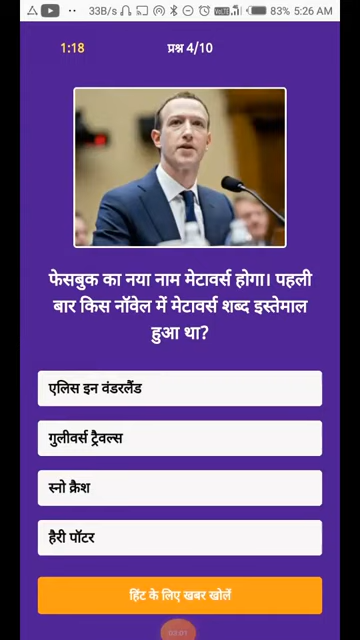 33B/s 83% 5:26 AM
1:18 प्रश्न 4/10
फेसबुक का नया नाम मेटावर्स होगा। पहली
बार किस नॉवेल में मेटावर्स शब्द इस्तेमाल
हुआ था?
एलिस इन वंडरलैंड
गुलीवर्स ट्रैवल्स
स्नो क्रैश
हैरी पॉटर
हिंट के लिए खबर खोलें